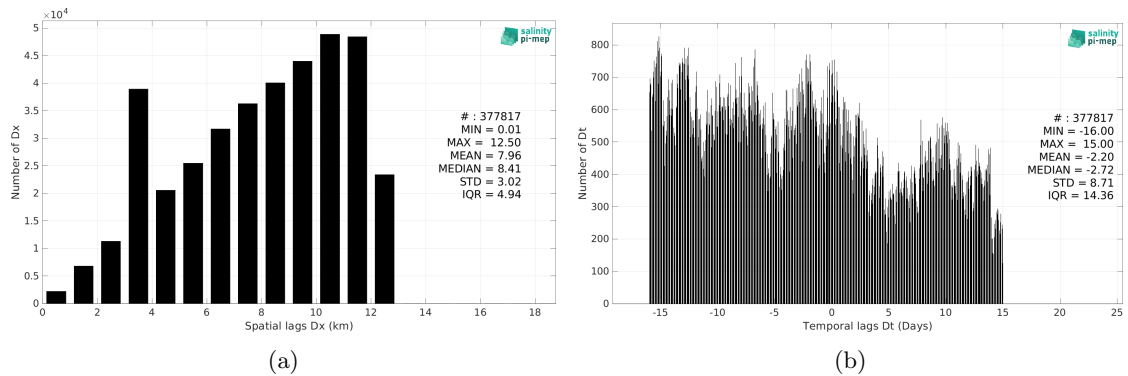 ×10⁴
5
4.5
4
3.5
3
2.5
2
1.5
1
0.5
0
Number of Dx
0 2 4 6 8 10 12 14 16 18
Spatial lags Dx (km)
salinity
pi-mep
# : 377817
MIN = 0.01
MAX = 12.50
MEAN = 7.96
MEDIAN = 8.41
STD = 3.02
IQR = 4.94
(a)
800
700
600
500
400
300
200
100
0
Number of Dt
-15 -10 -5 0 5 10 15 20 25
Temporal lags Dt (Days)
salinity
pi-mep
# : 377817
MIN = -16.00
MAX = 15.00
MEAN = -2.20
MEDIAN = -2.72
STD = 8.71
IQR = 14.36
(b)